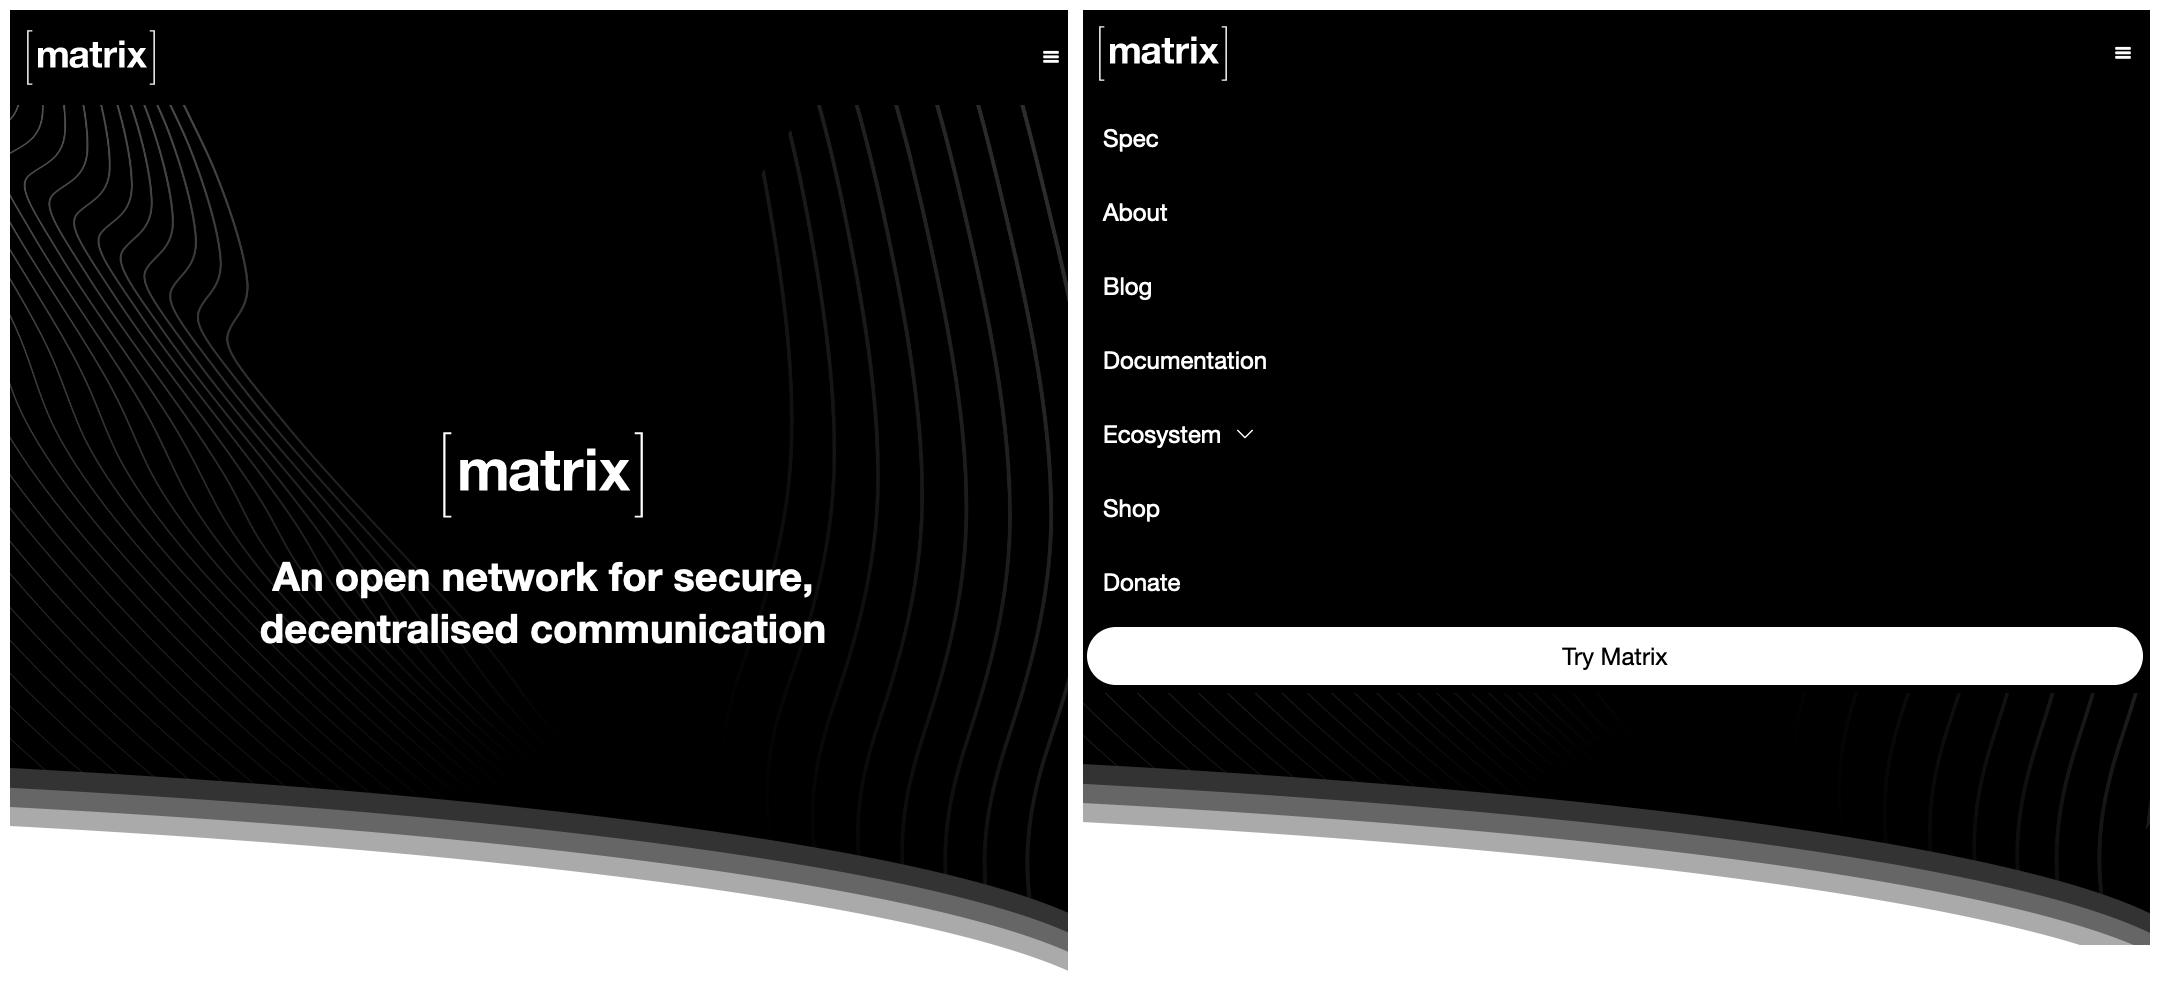 [matrix]
[matrix]
An open network for secure,
decentralised communication
[matrix]
Spec
About
Blog
Documentation
Ecosystem
Shop
Donate
Try Matrix